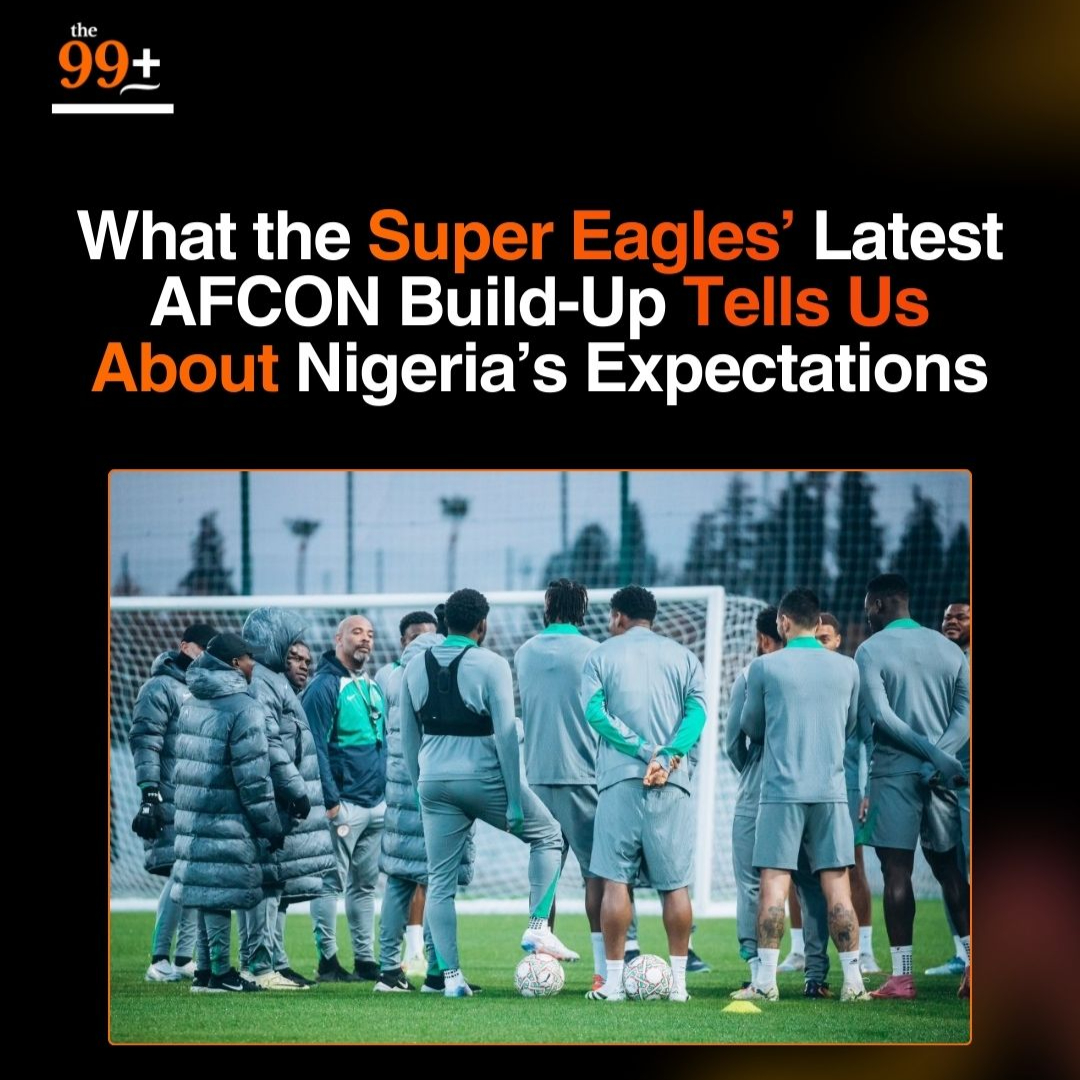 the
99+
What the Super Eagles’ Latest
AFCON Build-Up Tells Us
About Nigeria’s Expectations